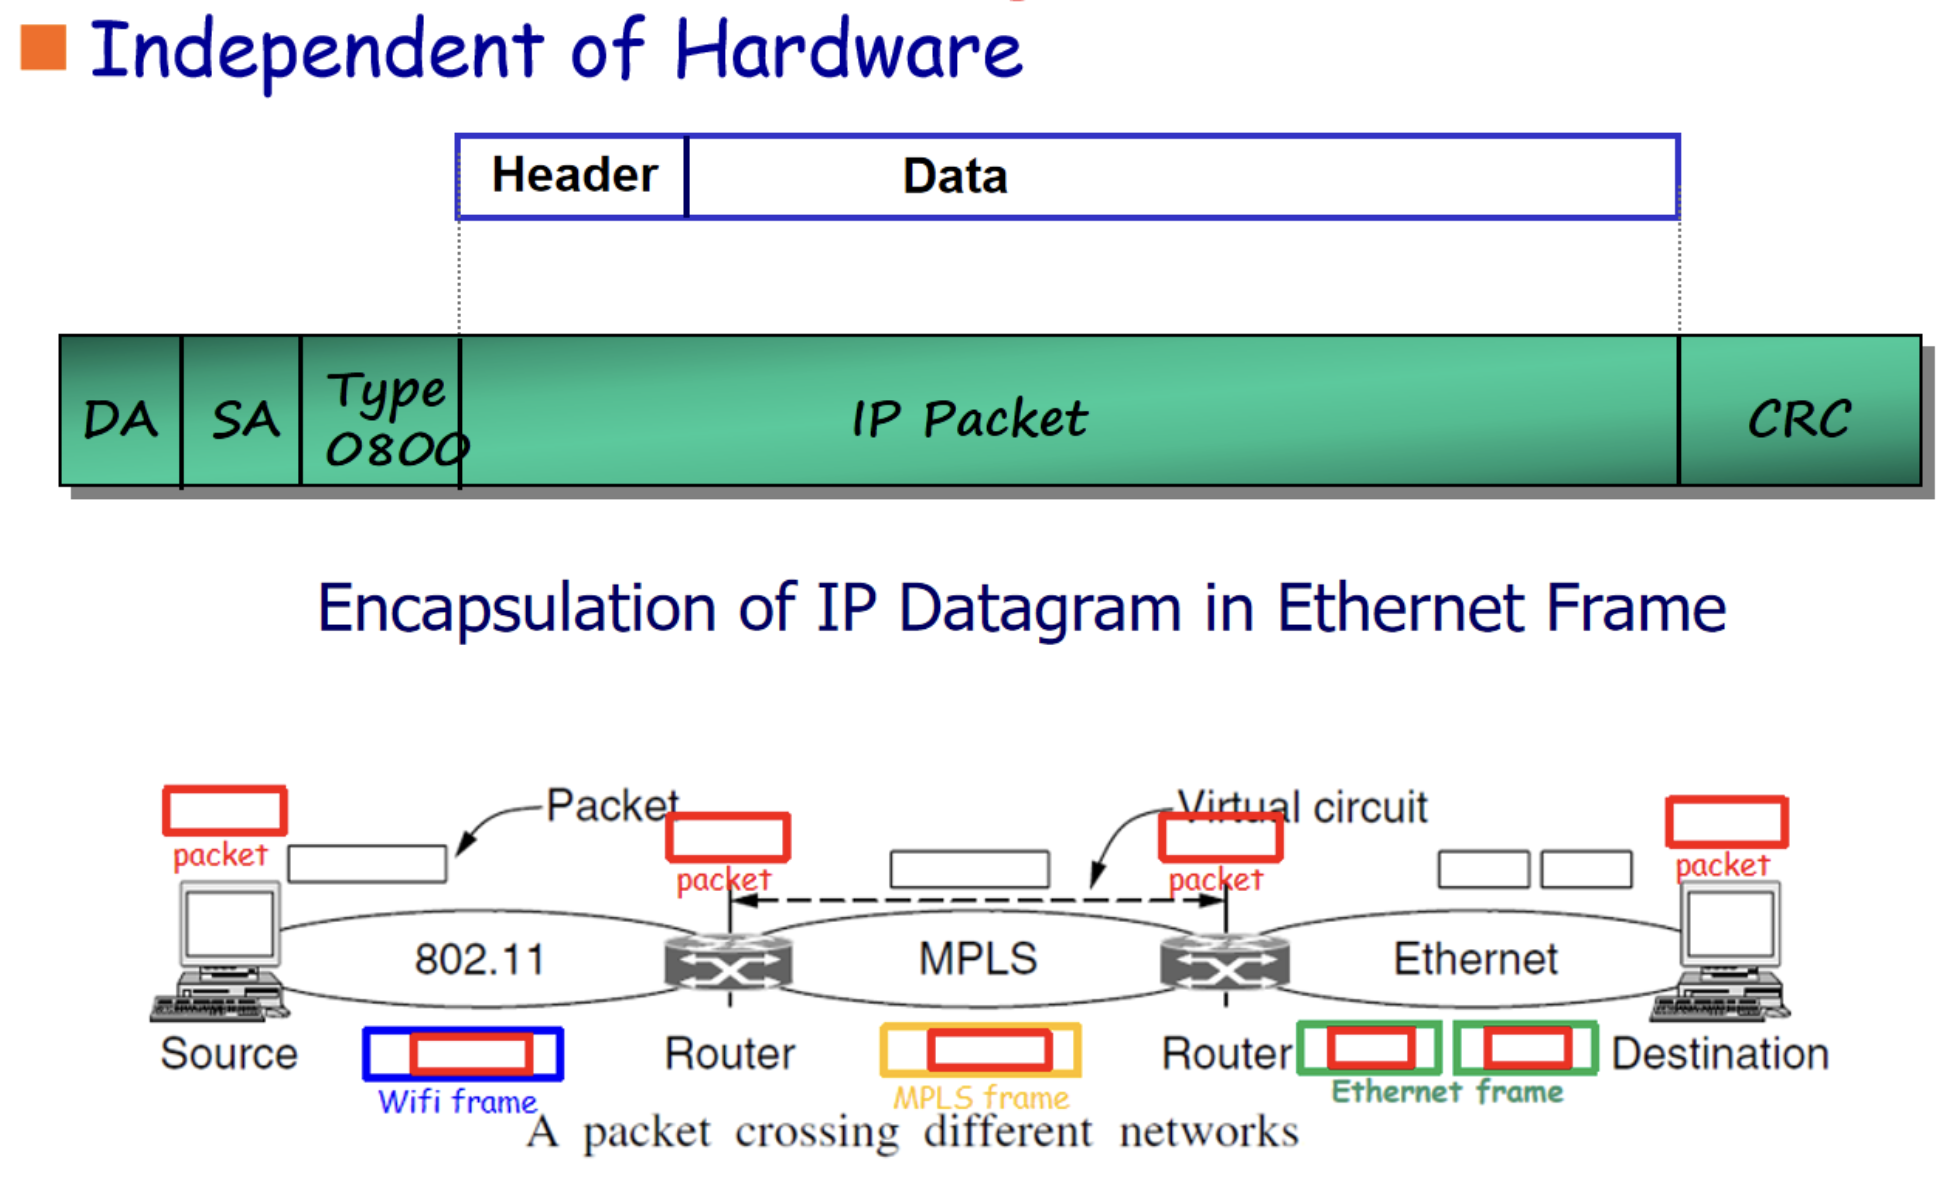 Independent of Hardware
Header Data
DA SA Type 0800 IP Packet CRC
Encapsulation of IP Datagram in Ethernet Frame
Packet Virtual circuit
packet packet packet packet
802.11 MPLS Ethernet
Source Router Router Destination
Wifi frame MPLS frame Ethernet frame
A packet crossing different networks